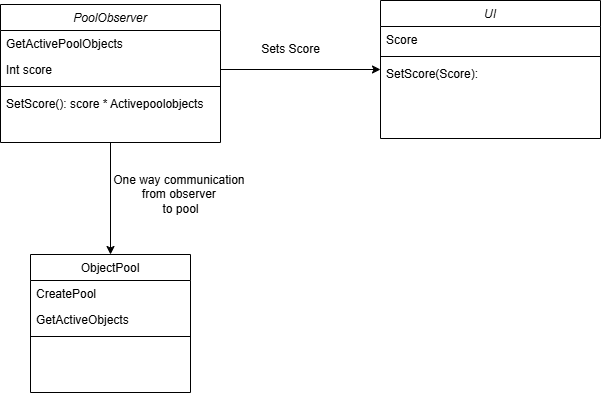 PoolObserver
GetActivePoolObjects
Int score
SetScore(): score * Activepoolobjects
Sets Score
UI
Score
SetScore(Score):
One way communication
from observer
to pool
ObjectPool
CreatePool
GetActiveObjects